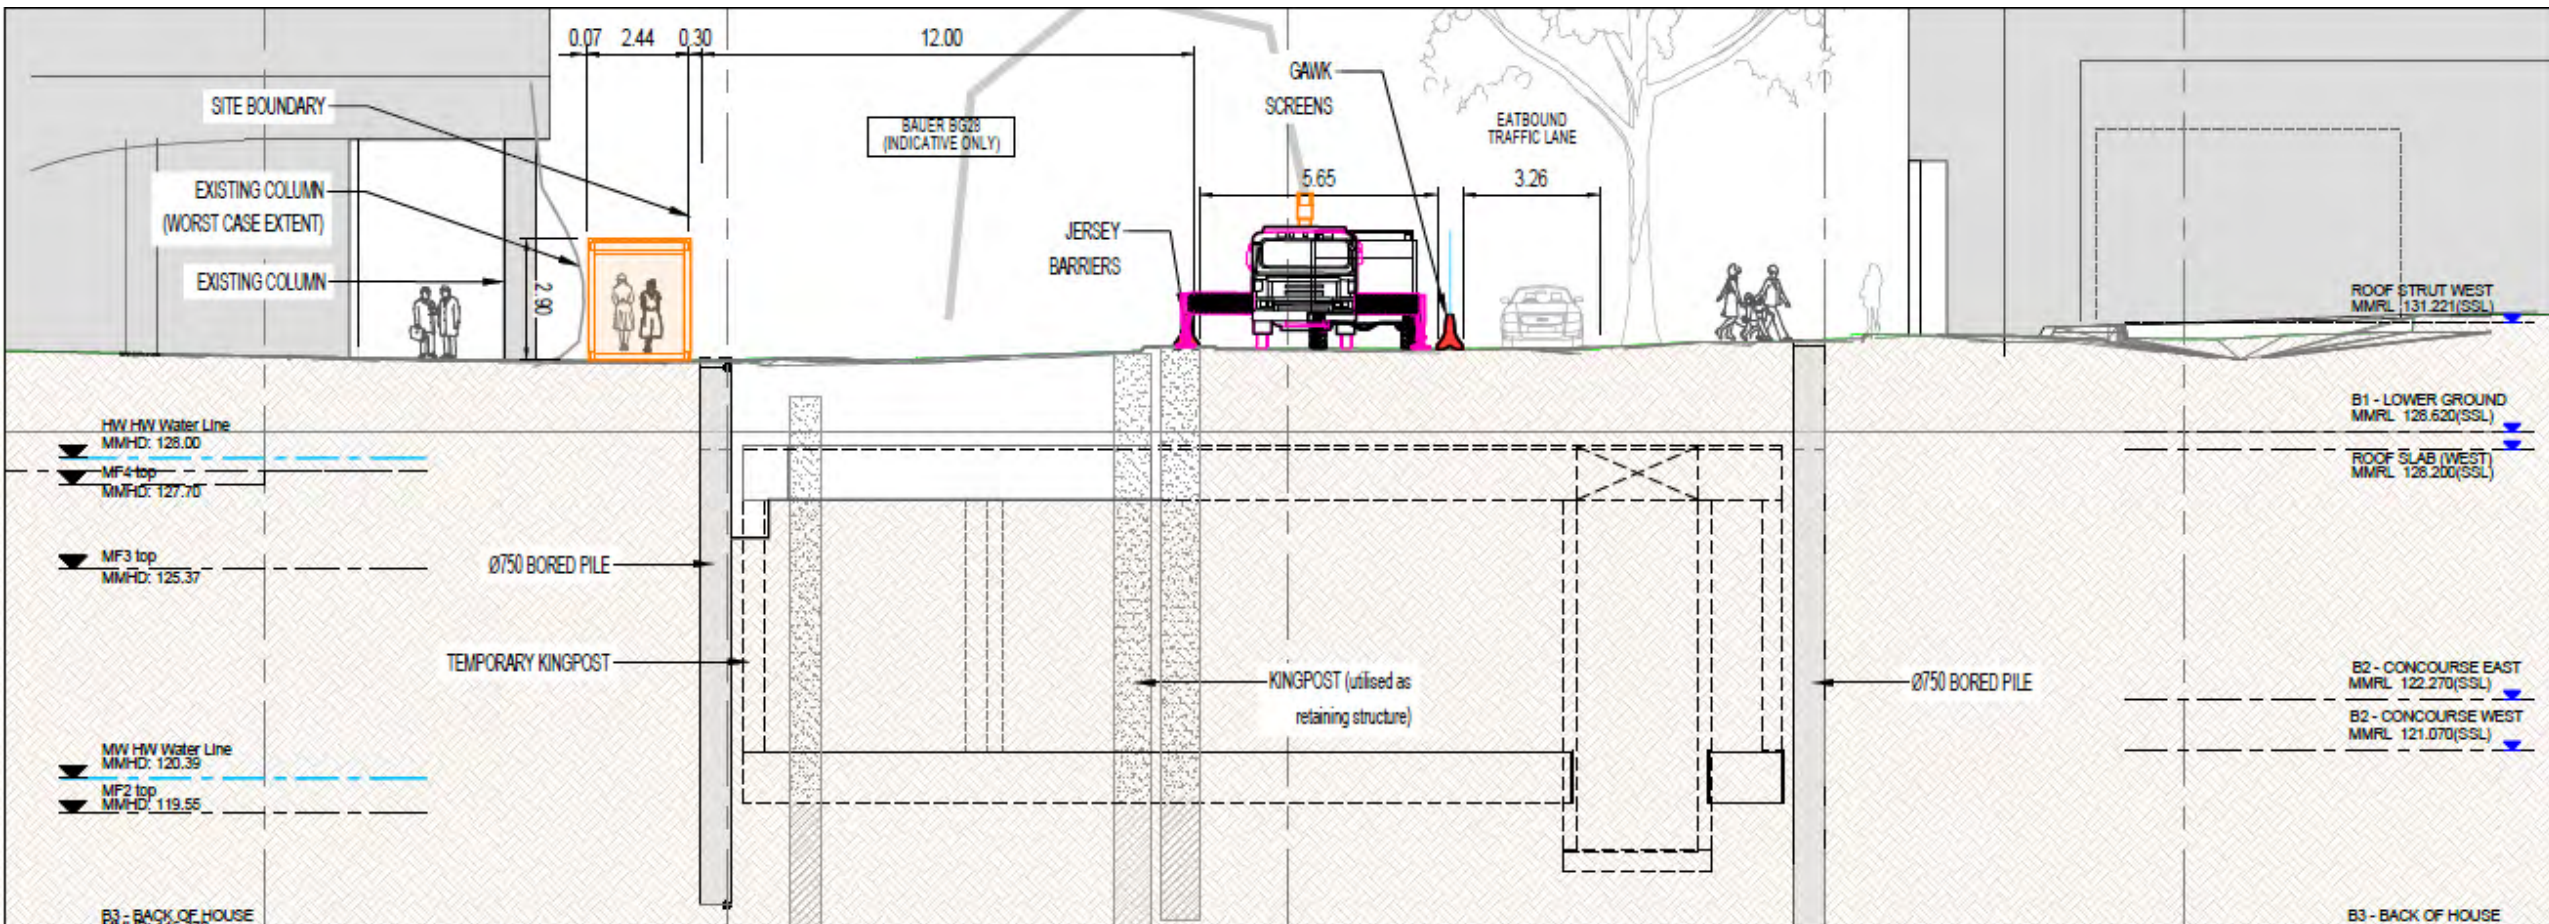 0.07 2.44 0.30 12.00
SITE BOUNDARY
EXISTING COLUMN
(WORST CASE EXTENT)
EXISTING COLUMN
2.90
BAUER BG28
(INDICATIVE ONLY)
GAWK
SCREENS
JERSEY
BARRIERS
5.65
EATBOUND
TRAFFIC LANE
3.26
ROOF STRUT WEST
MMRL 131.221(SSL)
HW HW Water Line
MMHD: 128.00
MF4 top
MMHD: 127.70
MF3 top
MMHD: 125.37
Ø750 BORED PILE
TEMPORARY KINGPOST
KINGPOST (utilised as
retaining structure)
Ø750 BORED PILE
MW HW Water Line
MMHD: 120.39
MF2 top
MMHD: 119.55
B3 - BACK OF HOUSE
B1 - LOWER GROUND
MMRL 128.620(SSL)
ROOF SLAB (WEST)
MMRL 128.200(SSL)
B2 - CONCOURSE EAST
MMRL 122.270(SSL)
B2 - CONCOURSE WEST
MMRL 121.070(SSL)
B3 - BACK OF HOUSE